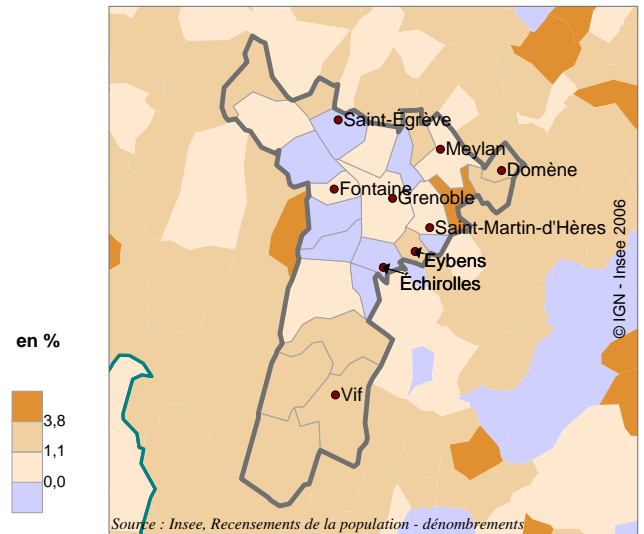 Saint-Égrève
Meylan
Domène
Fontaine
Grenoble
Saint-Martin-d'Hères
Eybens
Échirolles
© IGN - Insee 2006
en %
3,8
1,1
0,0
Vif
Source : Insee, Recensements de la population - dénombrements